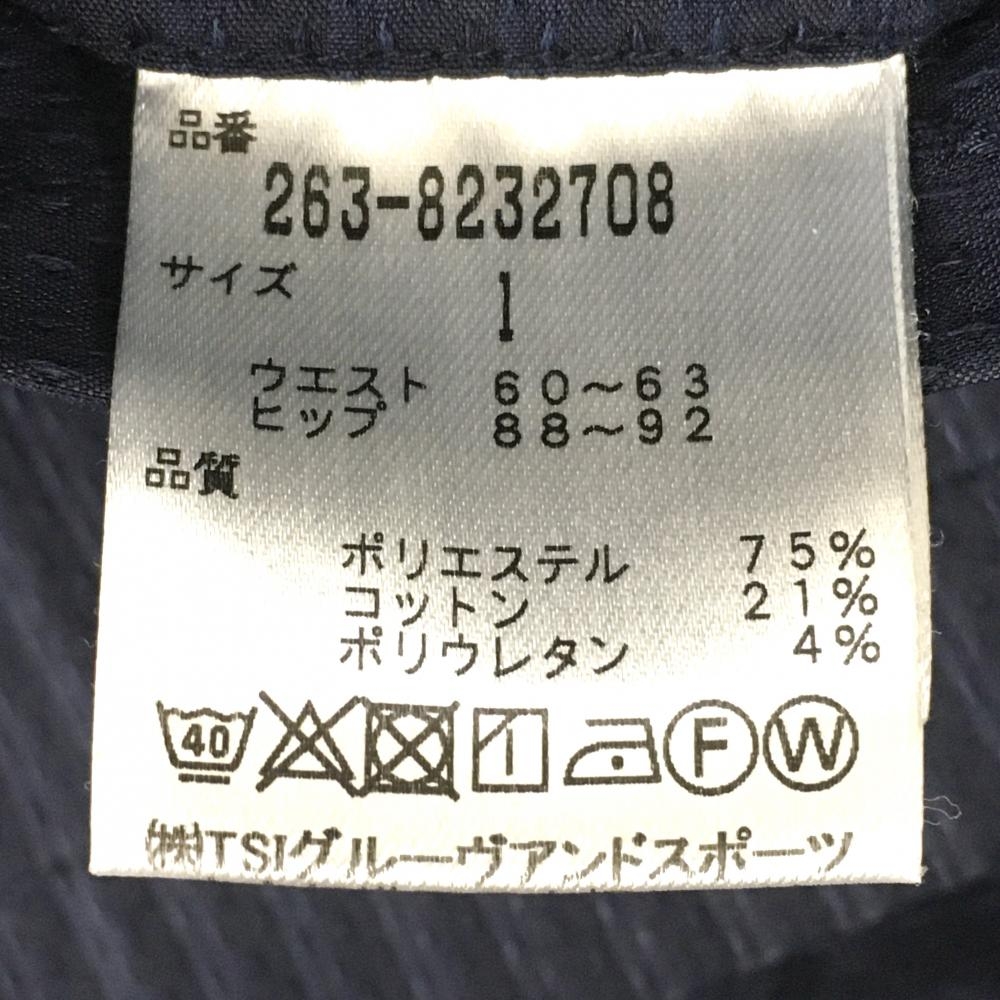 品番
263-8232708
サイズ
1
ウエスト 60〜63
ヒップ 88〜92
品質
ポリエステル 75%
コットン 21%
ポリウレタン 4%
40 F W
(株)TSIグルーヴアンドスポーツ